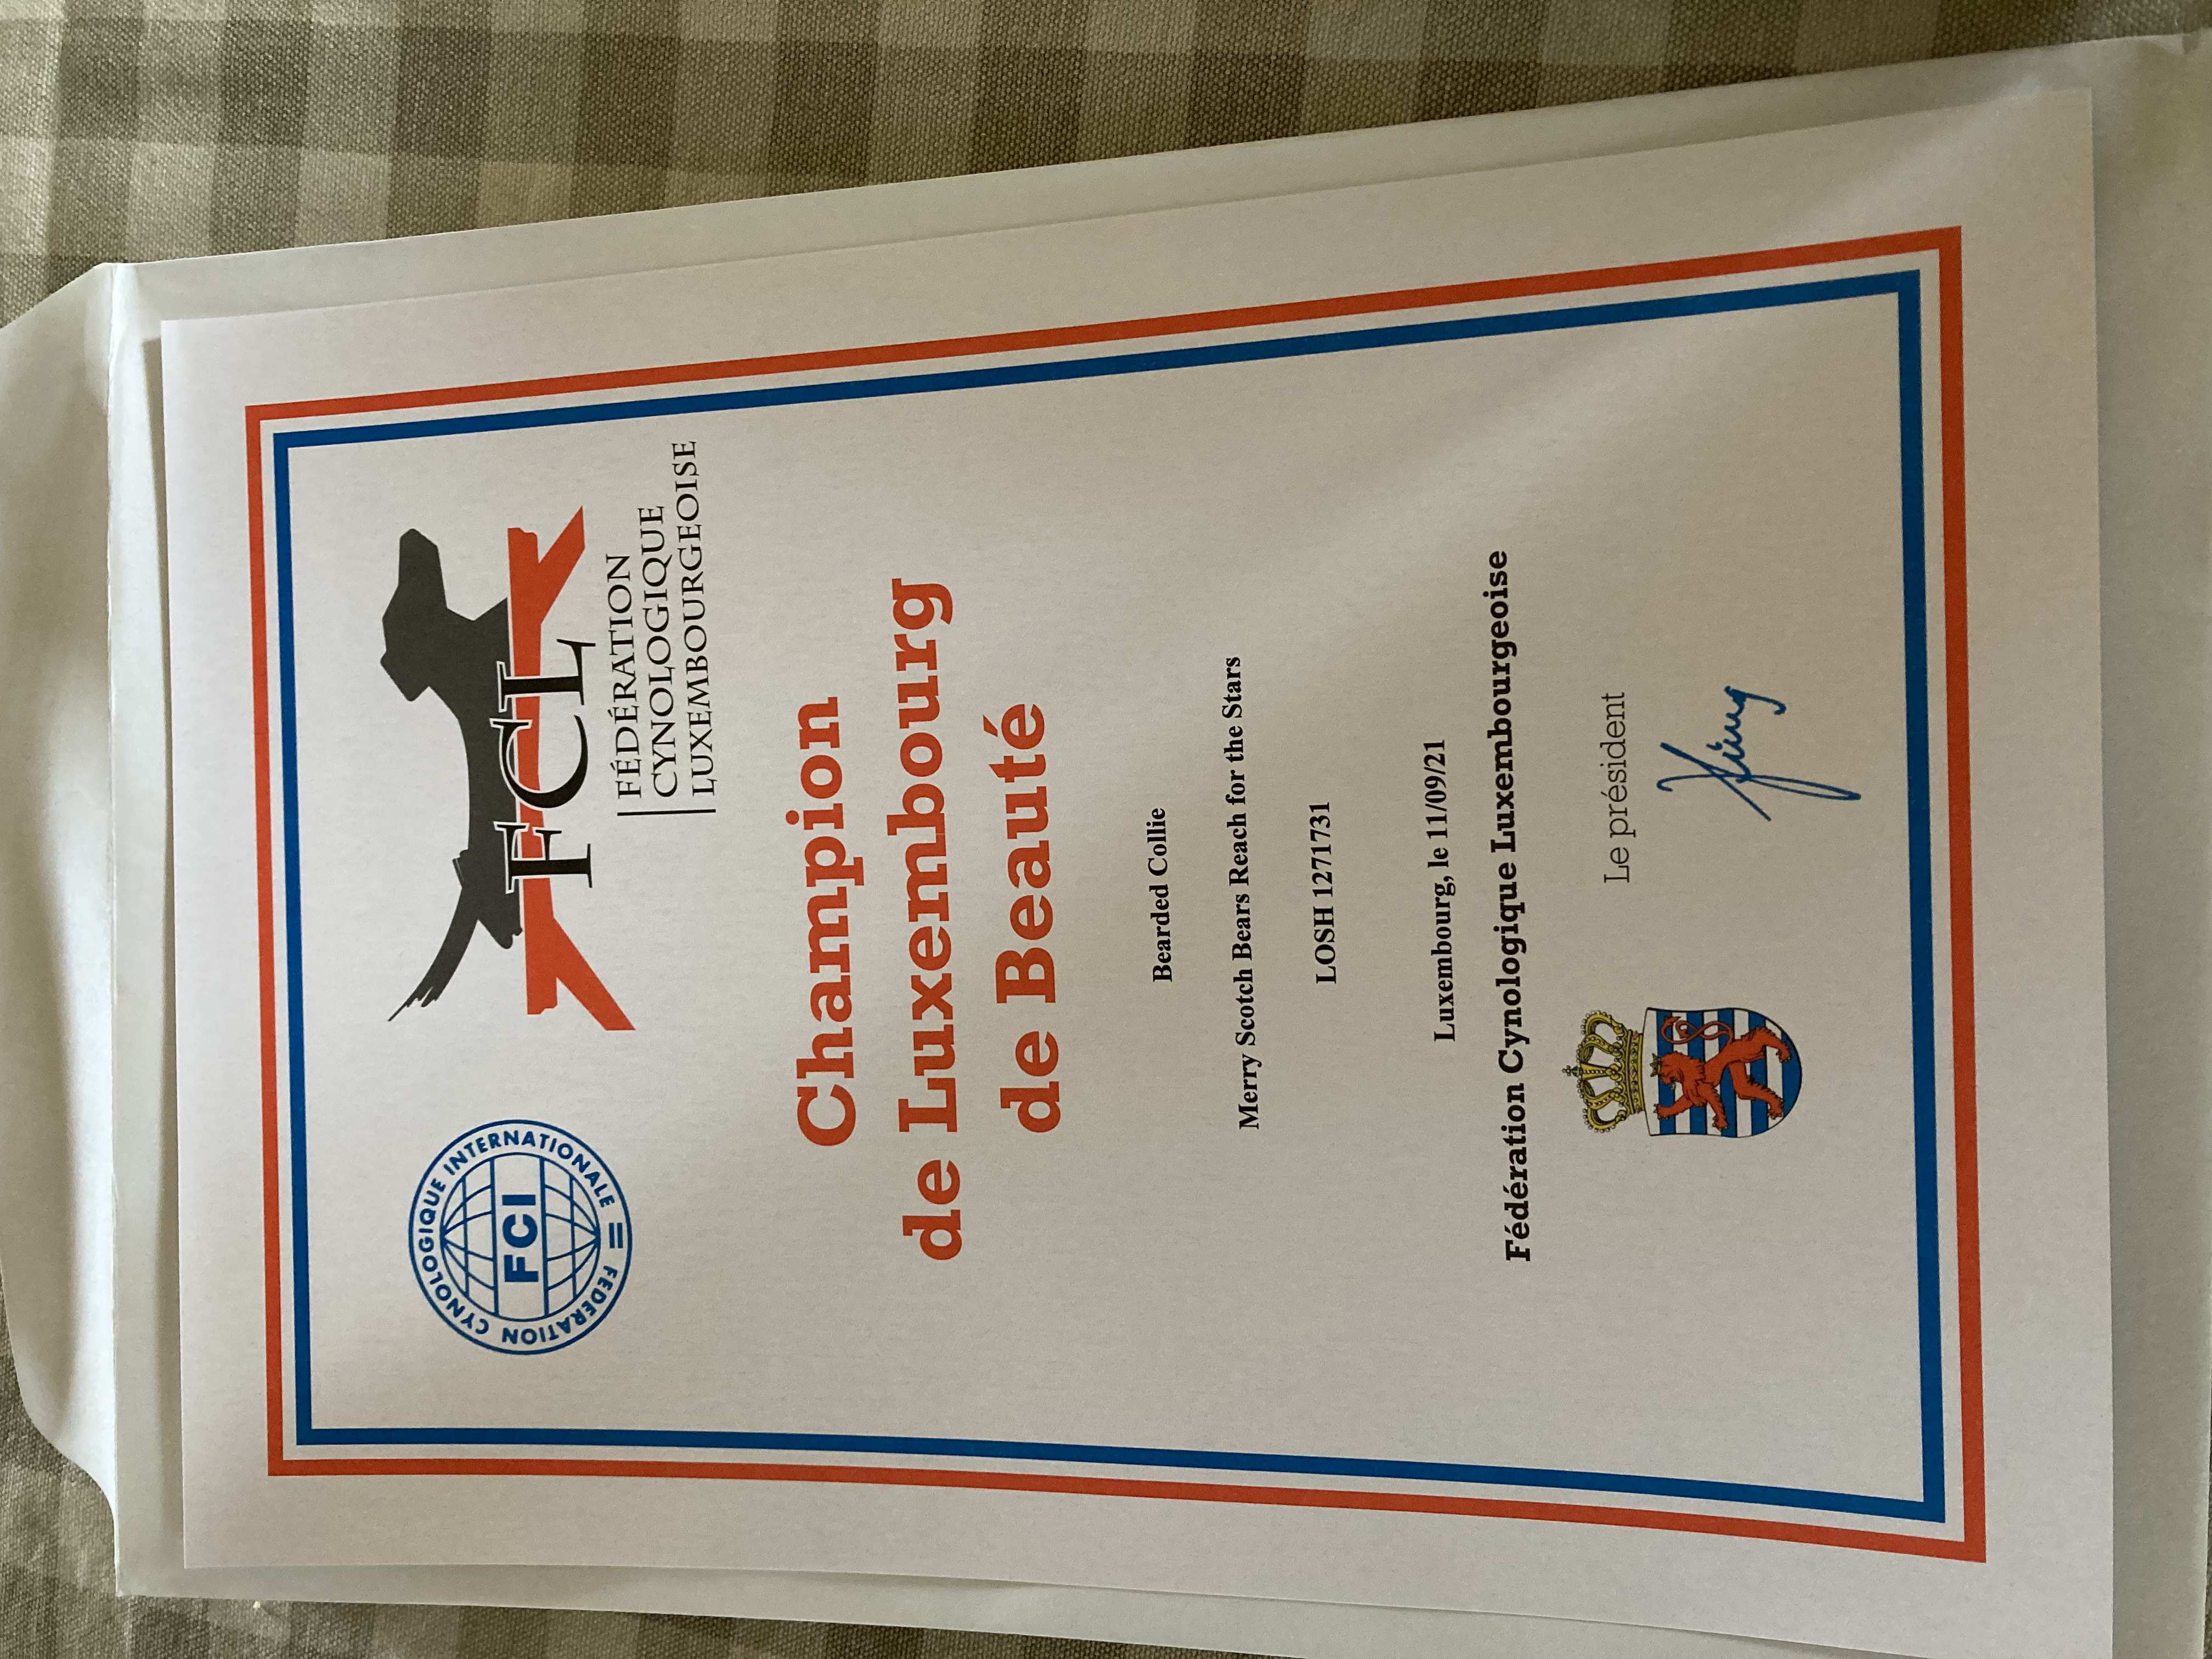 FEDERATION CYNOLOGIQUE INTERNATIONALE
FCI
FCL
FÉDÉRATION
CYNOLOGIQUE
LUXEMBOURGEOISE
Champion
de Luxembourg
de Beauté
Bearded Collie
Merry Scotch Bears Reach for the Stars
LOSH 1271731
Luxembourg, le 11/09/21
Fédération Cynologique Luxembourgeoise
Le président